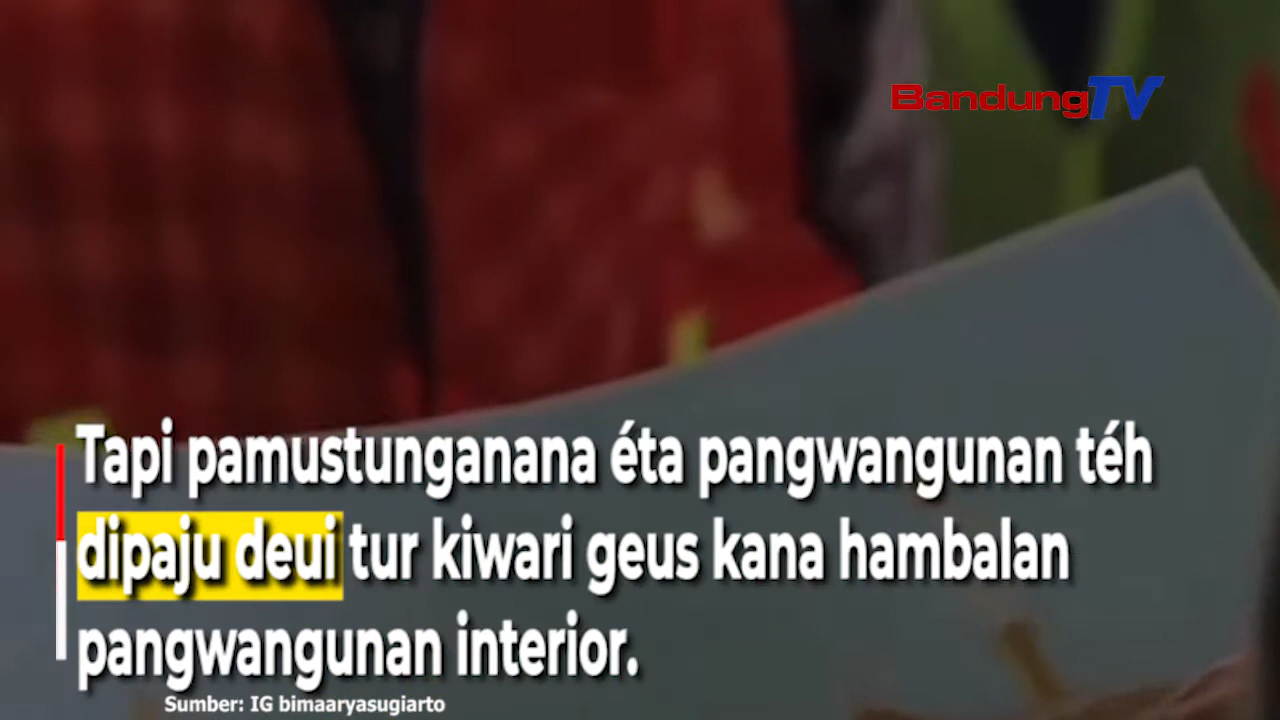 BandungTV
Tapi pamustunganana éta pangwangunan téh
dipaju deui tur kiwari geus kana hambalan
pangwangunan interior.
Sumber: IG bimaaryasugiarto